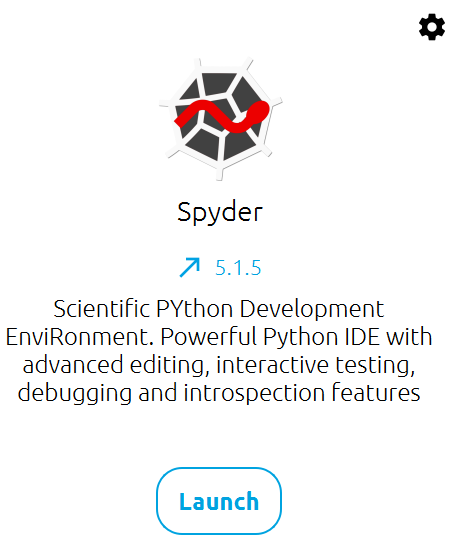 Spyder
5.1.5
Scientific PYthon Development
EnviRonment. Powerful Python IDE with
advanced editing, interactive testing,
debugging and introspection features
Launch